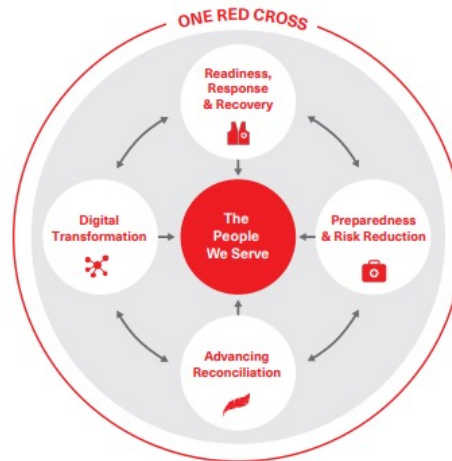 ONE RED CROSS
Readiness,
Response
& Recovery
Digital
Transformation
The
People
We Serve
Preparedness
& Risk Reduction
Advancing
Reconciliation